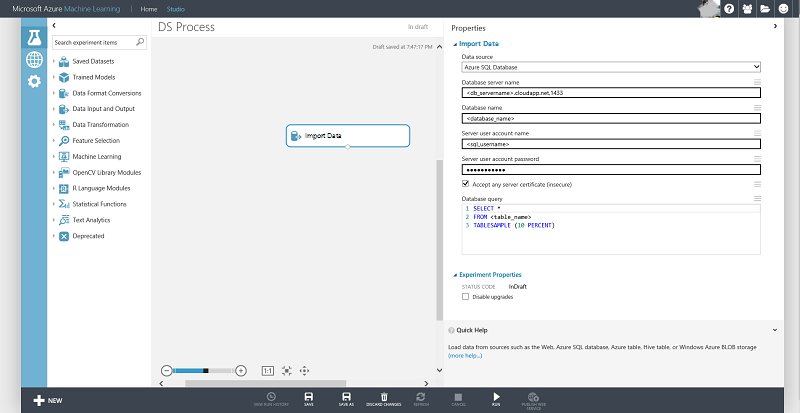 Microsoft Azure Machine Learning
Home
Studio
DS Process
In draft
Draft saved at 7:47:17 PM
Search experiment items
Saved Datasets
Trained Models
Data Format Conversions
Data Input and Output
Data Transformation
Feature Selection
Machine Learning
OpenCV Library Modules
R Language Modules
Statistical Functions
Text Analytics
Deprecated
Import Data
1:1
Properties
Import Data
Data source
Azure SQL Database
Database server name
<db_servername>.cloudapp.net,1433
Database name
<database_name>
Server user account name
<sql_username>
Server user account password
Accept any server certificate (insecure)
Database query
1 SELECT *
2 FROM <table_name>
3 TABLESAMPLE (10 PERCENT)
Experiment Properties
STATUS CODE InDraft
Disable upgrades
Quick Help
Load data from sources such as the Web, Azure SQL database, Azure table, Hive table, or Windows Azure BLOB storage
(more help...)
NEW
VIEW RUN HISTORY
SAVE
SAVE AS
DISCARD CHANGES
REFRESH
CANCEL
RUN
PUBLISH WEB
SERVICE